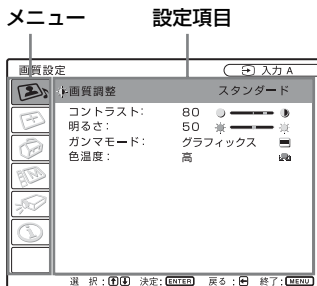 メニュー 設定項目
画質設定 入力 A
画質調整 スタンダード
コントラスト: 80
明るさ: 50
ガンマモード: グラフィックス
色温度: 高
選 択: 決定:ENTER 戻る: 終了:MENU